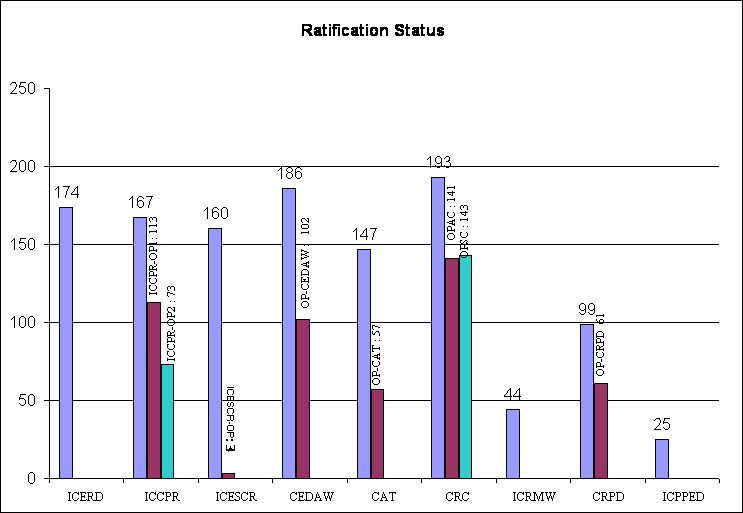 Ratification Status
250
200
150
100
50
0
174
167
160
186
147
193
44
99
25
ICCPR-OP1: 113
ICCPR-OP2 : 73
ICESCR-OP: 3
OP-CEDAW : 102
OP-CAT : 57
OPAC : 141
OPSC : 143
OP-CRPD 61
ICERD
ICCPR
ICESCR
CEDAW
CAT
CRC
ICRMW
CRPD
ICPPED